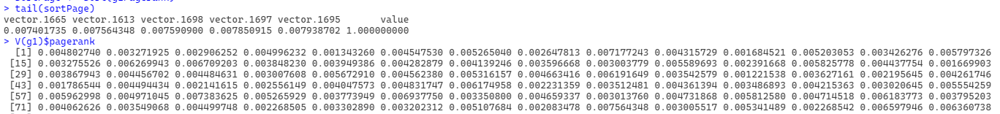 > tail(sortPage)
vector.1665 vector.1613 vector.1698 vector.1697 vector.1695 value
0.007401735 0.007564348 0.007590900 0.007850915 0.007938702 1.000000000
> V(g1)$pagerank
[1] 0.004802740 0.003271925 0.002906252 0.004996232 0.001343260 0.004547530 0.005265040 0.002647813 0.007177243 0.004315729 0.001684521 0.005203053 0.003426276 0.005797326
[15] 0.003275526 0.006269943 0.006709203 0.003848230 0.003949386 0.004282879 0.004139246 0.003596668 0.003003779 0.005589693 0.002391668 0.005825778 0.004437754 0.001669903
[29] 0.003867943 0.004456702 0.004484631 0.003007608 0.005672910 0.004562380 0.005316157 0.004663416 0.006191649 0.003542579 0.001221538 0.003627161 0.002195645 0.004261746
[43] 0.001786544 0.004494434 0.002141615 0.002556149 0.004047573 0.004831747 0.006174958 0.002231359 0.003512481 0.004361394 0.003486893 0.004215363 0.003020645 0.005554259
[57] 0.005962998 0.004971045 0.007383625 0.005265929 0.003773949 0.006937750 0.003350800 0.004659337 0.003013760 0.004731868 0.005812580 0.004714518 0.006183773 0.003795203
[71] 0.004062626 0.003549068 0.004499748 0.002268505 0.003302890 0.003202312 0.005107684 0.002083478 0.007564348 0.003005517 0.005341489 0.002268542 0.006597946 0.006360738